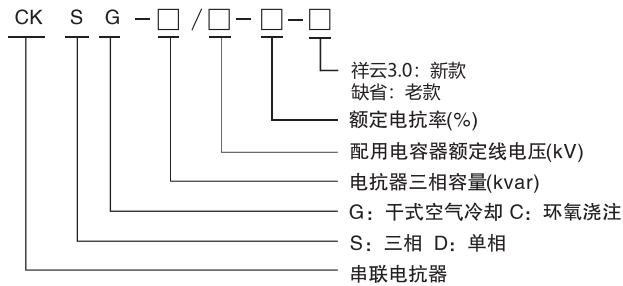 CK S G - □ / □ - □ - □
祥云3.0：新款
缺省：老款
额定电抗率(%)
配用电容器额定线电压(kV)
电抗器三相容量(kvar)
G：干式空气冷却 C：环氧浇注
S：三相 D：单相
串联电抗器